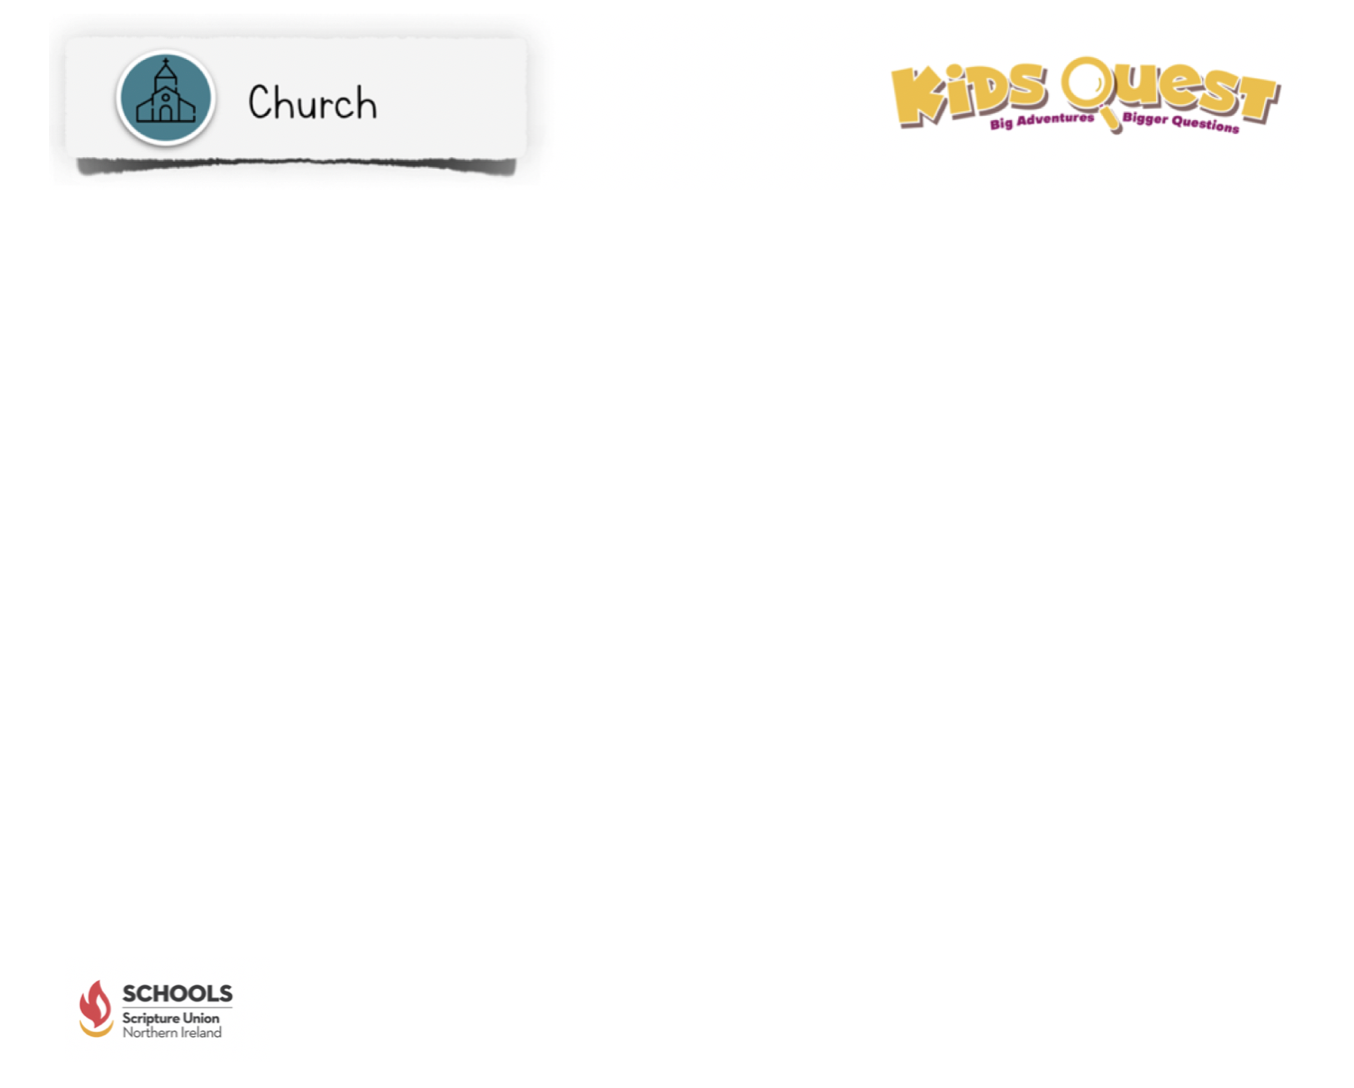 Church
KiDS QUEST
Big Adventures Bigger Questions
SCHOOLS
Scripture Union
Northern Ireland